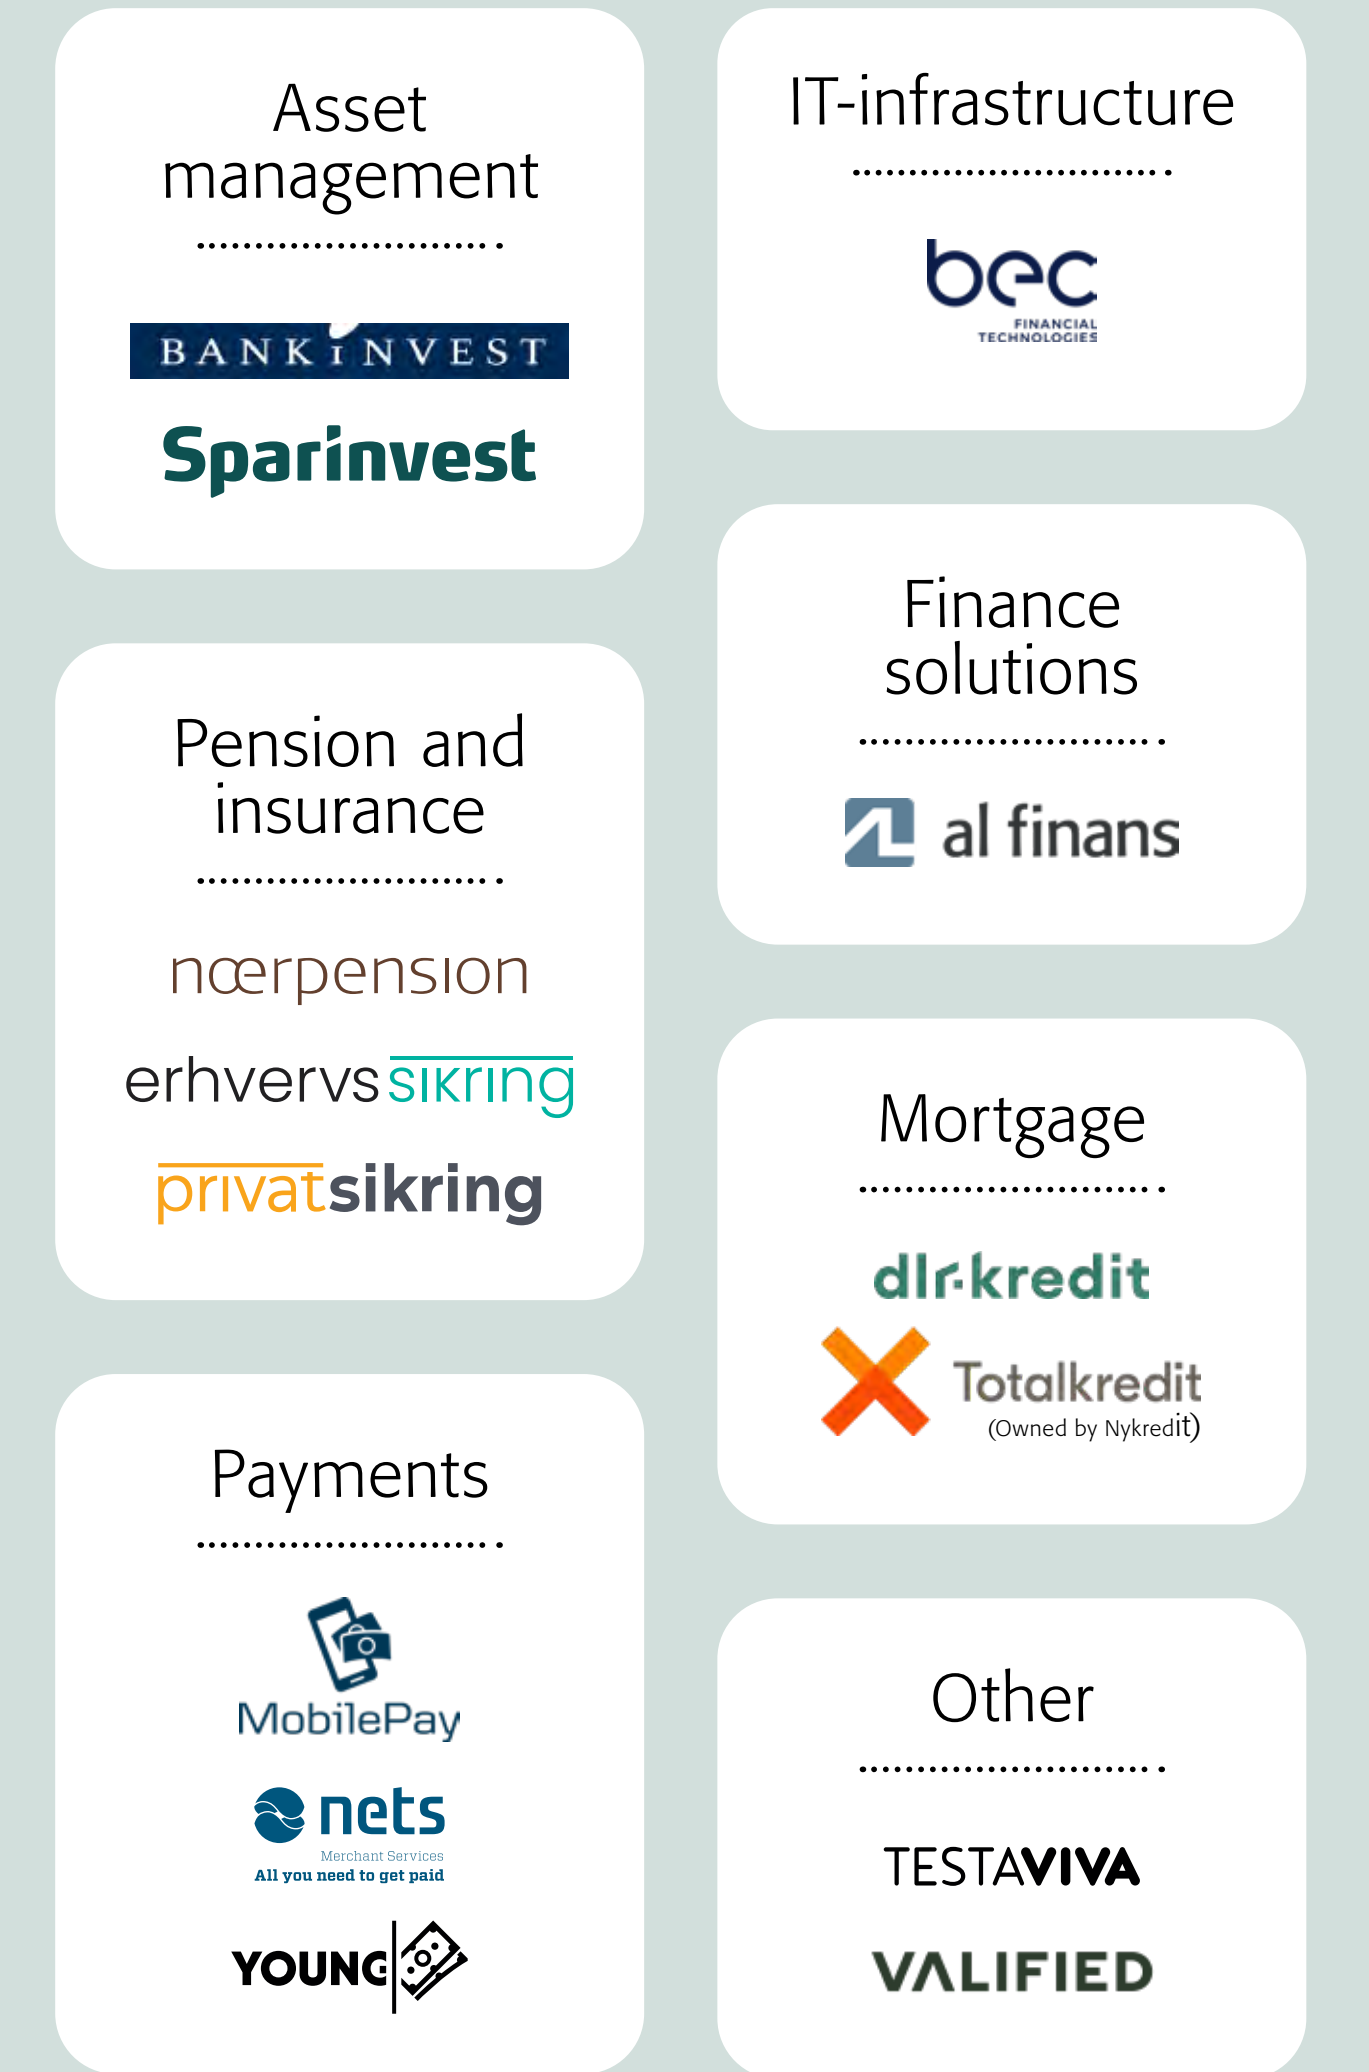 Asset
management
BANKINVEST
Sparinvest
Pension and
insurance
nærpension
erhvervssikring
privatsikring
Payments
MobilePay
nets
Merchant Services
All you need to get paid
YOUNG
IT-infrastructure
bec
FINANCIAL
TECHNOLOGIES
Finance
solutions
al finans
Mortgage
dlr kredit
Totalkredit
(Owned by Nykredit)
Other
TESTAVIVA
VALIFIED